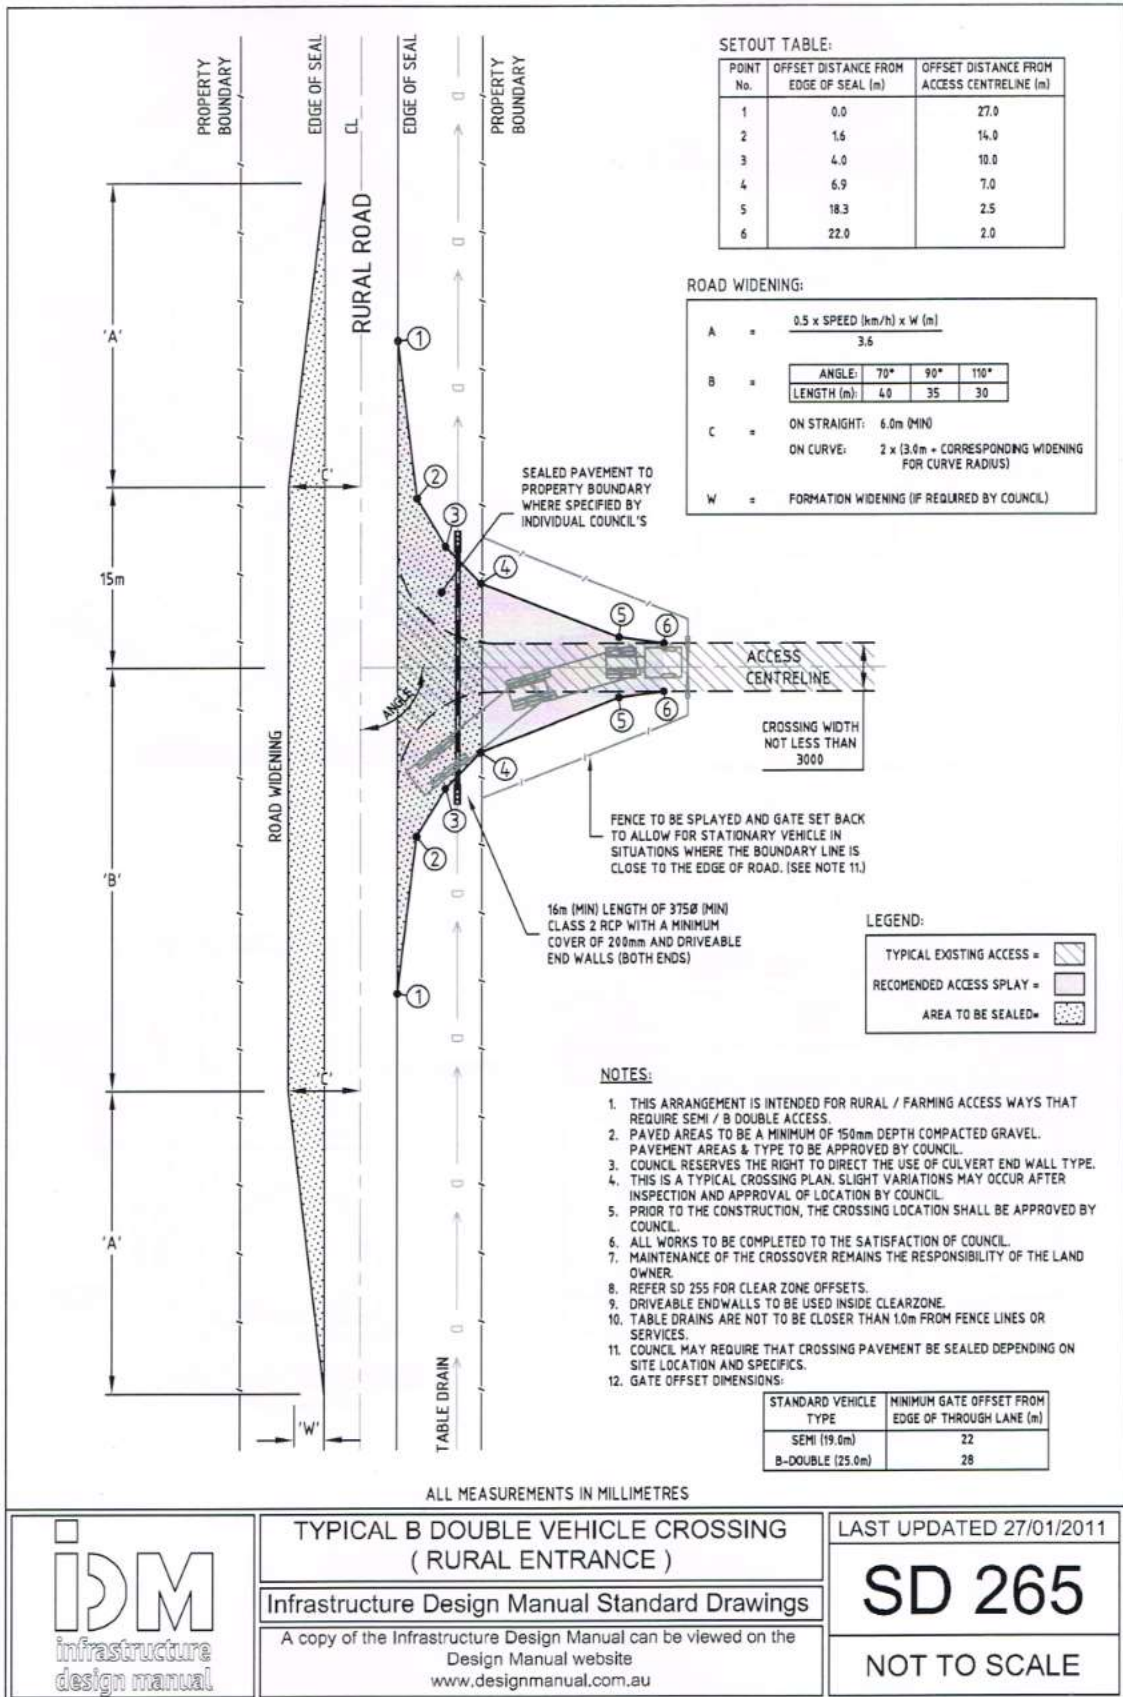 PROPERTY
BOUNDARY
EDGE OF SEAL
CL
EDGE OF SEAL
PROPERTY
BOUNDARY
RURAL ROAD
SETOUT TABLE:
POINT No. OFFSET DISTANCE FROM EDGE OF SEAL (m) OFFSET DISTANCE FROM ACCESS CENTRELINE (m)
1 0.0 27.0
2 1.6 14.0
3 4.0 10.0
4 6.9 7.0
5 18.3 2.5
6 22.0 2.0
ROAD WIDENING:
A = 0.5 x SPEED (km/h) x W (m)
3.6
B = ANGLE: 70° 90° 110°
LENGTH (m): 40 35 30
C = ON STRAIGHT: 6.0m (MIN)
ON CURVE: 2 x (3.0m + CORRESPONDING WIDENING
FOR CURVE RADIUS)
W = FORMATION WIDENING (IF REQUIRED BY COUNCIL)
'A'
1
'C'
2
SEALED PAVEMENT TO
PROPERTY BOUNDARY
WHERE SPECIFIED BY
INDIVIDUAL COUNCIL'S
3
4
15m
5
6
ACCESS
CENTRELINE
ANGLE
5
6
CROSSING WIDTH
NOT LESS THAN
3000
4
ROAD WIDENING
3
2
FENCE TO BE SPLAYED AND GATE SET BACK
TO ALLOW FOR STATIONARY VEHICLE IN
SITUATIONS WHERE THE BOUNDARY LINE IS
CLOSE TO THE EDGE OF ROAD. (SEE NOTE 11.)
'B'
16m (MIN) LENGTH OF 375Ø (MIN)
CLASS 2 RCP WITH A MINIMUM
COVER OF 200mm AND DRIVEABLE
END WALLS (BOTH ENDS)
1
LEGEND:
TYPICAL EXISTING ACCESS =
RECOMENDED ACCESS SPLAY =
AREA TO BE SEALED=
'C'
'A'
'W'
TABLE DRAIN
NOTES:
1. THIS ARRANGEMENT IS INTENDED FOR RURAL / FARMING ACCESS WAYS THAT
REQUIRE SEMI / B DOUBLE ACCESS.
2. PAVED AREAS TO BE A MINIMUM OF 150mm DEPTH COMPACTED GRAVEL.
PAVEMENT AREAS & TYPE TO BE APPROVED BY COUNCIL.
3. COUNCIL RESERVES THE RIGHT TO DIRECT THE USE OF CULVERT END WALL TYPE.
4. THIS IS A TYPICAL CROSSING PLAN. SLIGHT VARIATIONS MAY OCCUR AFTER
INSPECTION AND APPROVAL OF LOCATION BY COUNCIL.
5. PRIOR TO THE CONSTRUCTION, THE CROSSING LOCATION SHALL BE APPROVED BY
COUNCIL.
6. ALL WORKS TO BE COMPLETED TO THE SATISFACTION OF COUNCIL.
7. MAINTENANCE OF THE CROSSOVER REMAINS THE RESPONSIBILITY OF THE LAND
OWNER.
8. REFER SD 255 FOR CLEAR ZONE OFFSETS.
9. DRIVEABLE ENDWALLS TO BE USED INSIDE CLEARZONE.
10. TABLE DRAINS ARE NOT TO BE CLOSER THAN 1.0m FROM FENCE LINES OR
SERVICES.
11. COUNCIL MAY REQUIRE THAT CROSSING PAVEMENT BE SEALED DEPENDING ON
SITE LOCATION AND SPECIFICS.
12. GATE OFFSET DIMENSIONS:
STANDARD VEHICLE TYPE MINIMUM GATE OFFSET FROM EDGE OF THROUGH LANE (m)
SEMI (19.0m) 22
B-DOUBLE (25.0m) 28
ALL MEASUREMENTS IN MILLIMETRES
IDM
infrastructure
design manual
TYPICAL B DOUBLE VEHICLE CROSSING
( RURAL ENTRANCE )
Infrastructure Design Manual Standard Drawings
A copy of the Infrastructure Design Manual can be viewed on the
Design Manual website
www.designmanual.com.au
LAST UPDATED 27/01/2011
SD 265
NOT TO SCALE